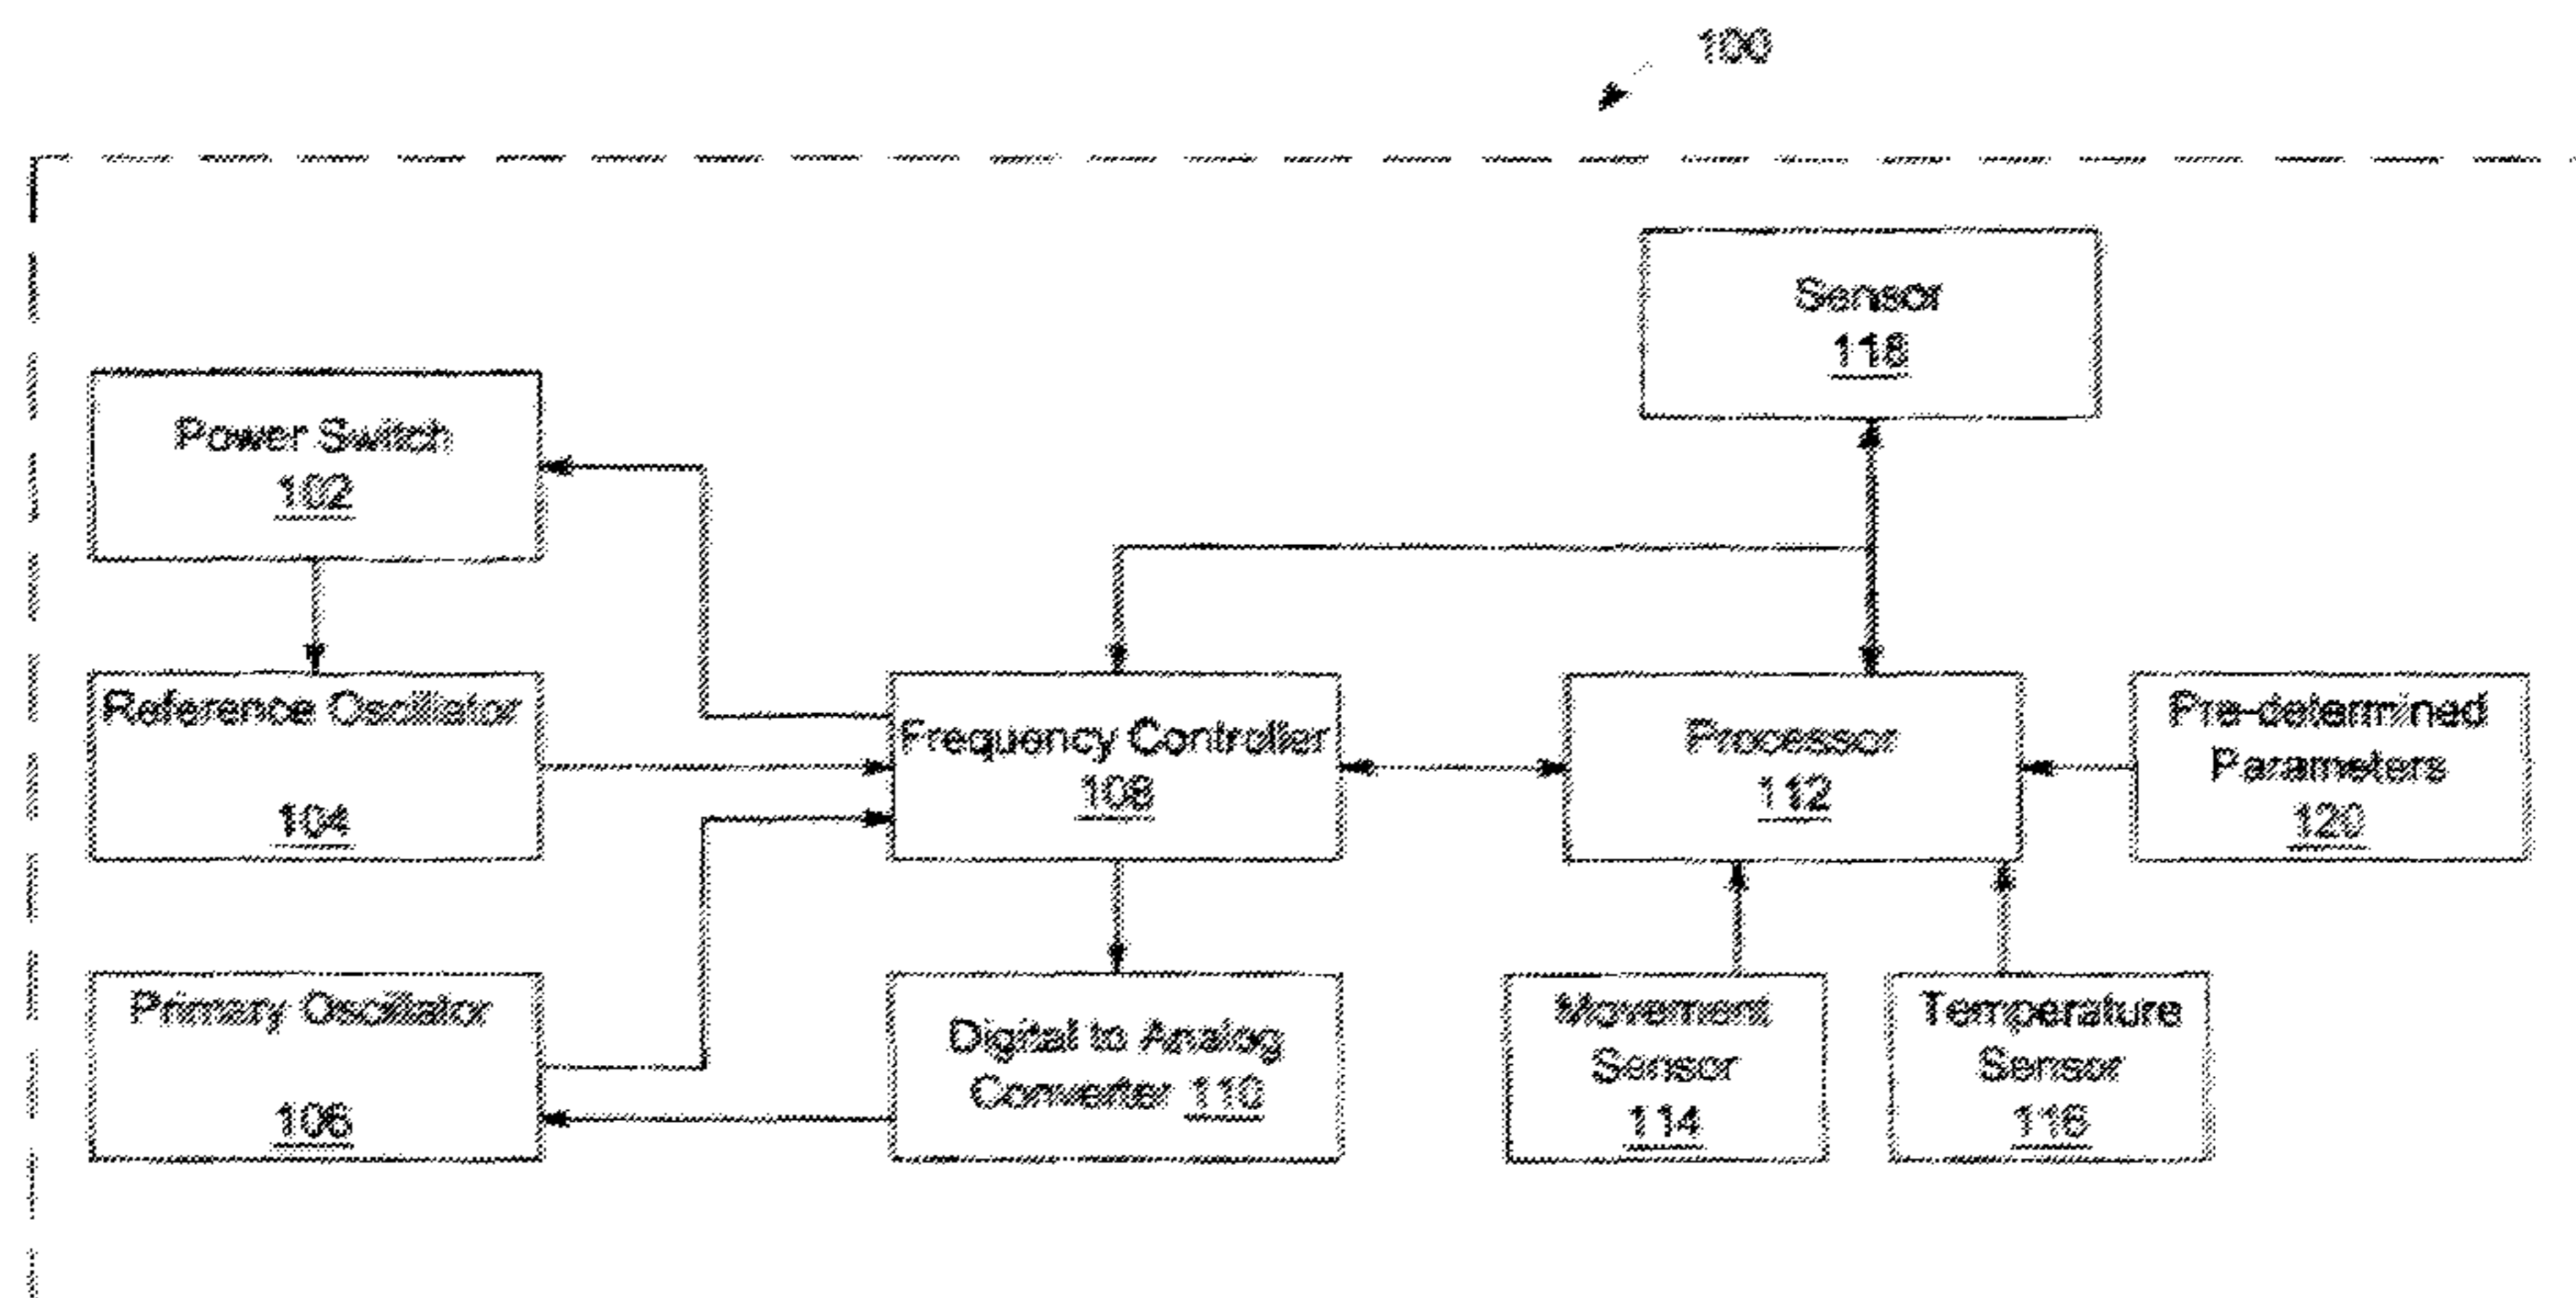 100
Sensor
118
Power Switch
102
Reference Oscillator
104
Frequency Controller
108
Processor
112
Pre-determined
Parameters
120
Primary Oscillator
106
Digital to Analog
Converter 110
Movement
Sensor
114
Temperature
Sensor
116